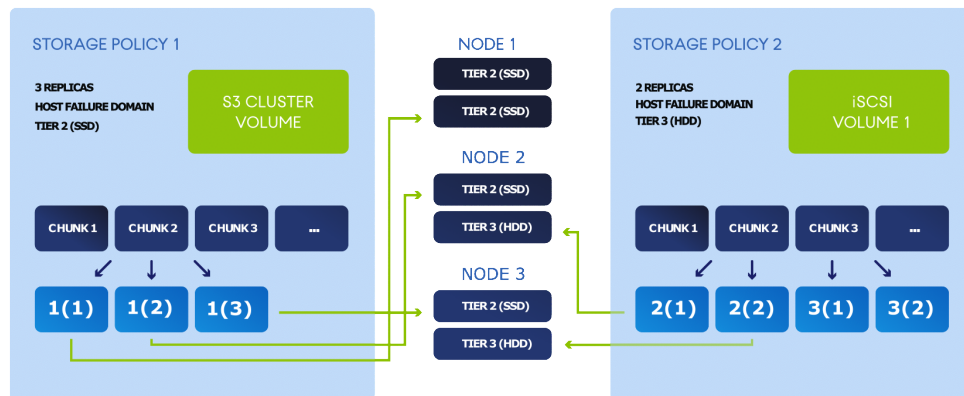 STORAGE POLICY 1
3 REPLICAS
HOST FAILURE DOMAIN
TIER 2 (SSD)
S3 CLUSTER
VOLUME
CHUNK 1
CHUNK 2
CHUNK 3
...
1(1)
1(2)
1(3)
NODE 1
TIER 2 (SSD)
TIER 2 (SSD)
NODE 2
TIER 2 (SSD)
TIER 3 (HDD)
NODE 3
TIER 2 (SSD)
TIER 3 (HDD)
STORAGE POLICY 2
2 REPLICAS
HOST FAILURE DOMAIN
TIER 3 (HDD)
iSCSI
VOLUME 1
CHUNK 1
CHUNK 2
CHUNK 3
...
2(1)
2(2)
3(1)
3(2)